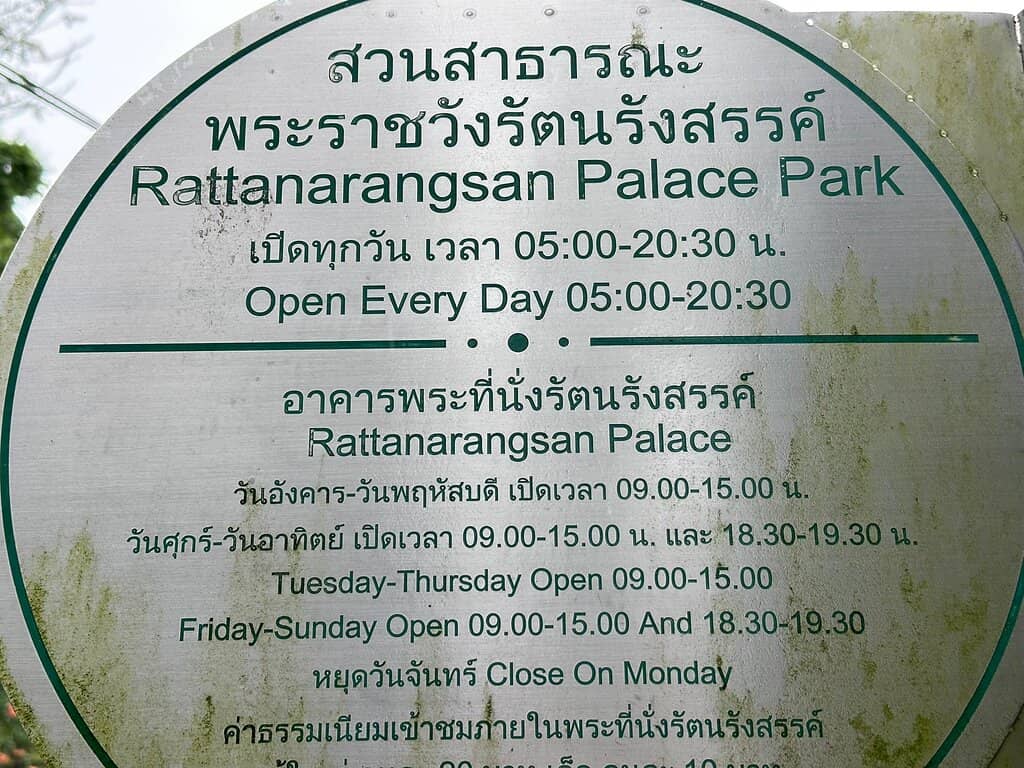 สวนสาธารณะ
พระราชวังรัตนรังสรรค์
Rattanarangsan Palace Park
เปิดทุกวัน เวลา 05:00-20:30 น.
Open Every Day 05:00-20:30
อาคารพระที่นั่งรัตนรังสรรค์
Rattanarangsan Palace
วันอังคาร-วันพฤหัสบดี เปิดเวลา 09.00-15.00 น.
วันศุกร์-วันอาทิตย์ เปิดเวลา 09.00-15.00 น. และ 18.30-19.30 น.
Tuesday-Thursday Open 09.00-15.00
Friday-Sunday Open 09.00-15.00 And 18.30-19.30
หยุดวันจันทร์ Close On Monday
ค่าธรรมเนียมเข้าชมภายในพระที่นั่งรัตนรังสรรค์